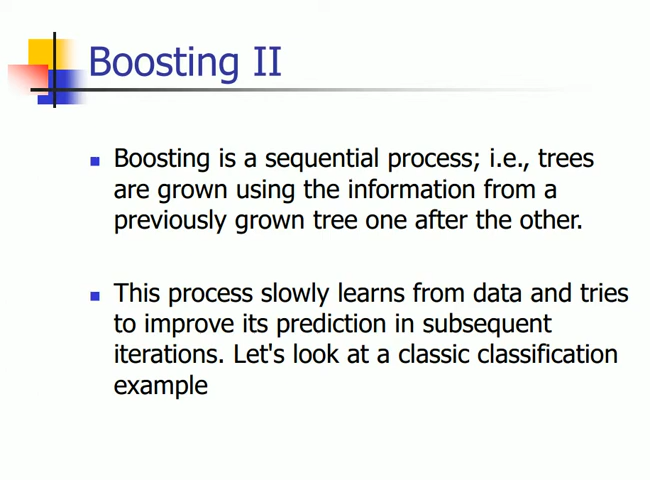 Boosting II
Boosting is a sequential process; i.e., trees
are grown using the information from a
previously grown tree one after the other.
This process slowly learns from data and tries
to improve its prediction in subsequent
iterations. Let's look at a classic classification
example